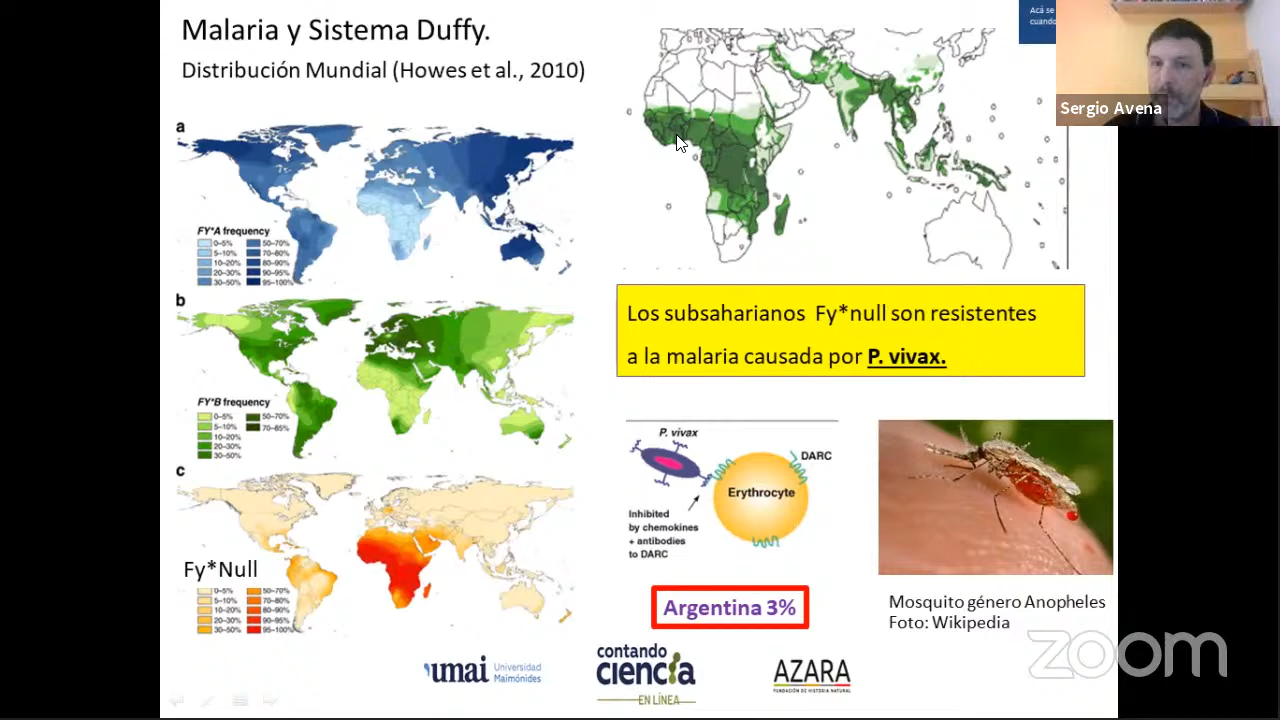 Malaria y Sistema Duffy.
Distribución Mundial (Howes et al., 2010)
Acá se
cuando
Sergio Avena
a
FY*A frequency
0–5% 50–70%
5–10% 70–80%
10–20% 80–90%
20–30% 90–95%
30–50% 95–100%
b
FY*B frequency
0–5% 50–70%
5–10% 70–85%
10–20%
20–30%
30–50%
c
Fy*Null
0–5% 50–70%
5–10% 70–80%
10–20% 80–90%
20–30% 90–95%
30–50% 95–100%
Los subsaharianos Fy*null son resistentes
a la malaria causada por P. vivax.
P. vivax
DARC
Erythrocyte
Inhibited
by chemokines
+ antibodies
to DARC
Argentina 3%
Mosquito género Anopheles
Foto: Wikipedia
umai Universidad
Maimónides
contando
ciencia
EN LÍNEA
AZARA
FUNDACIÓN DE HISTORIA NATURAL
zoom